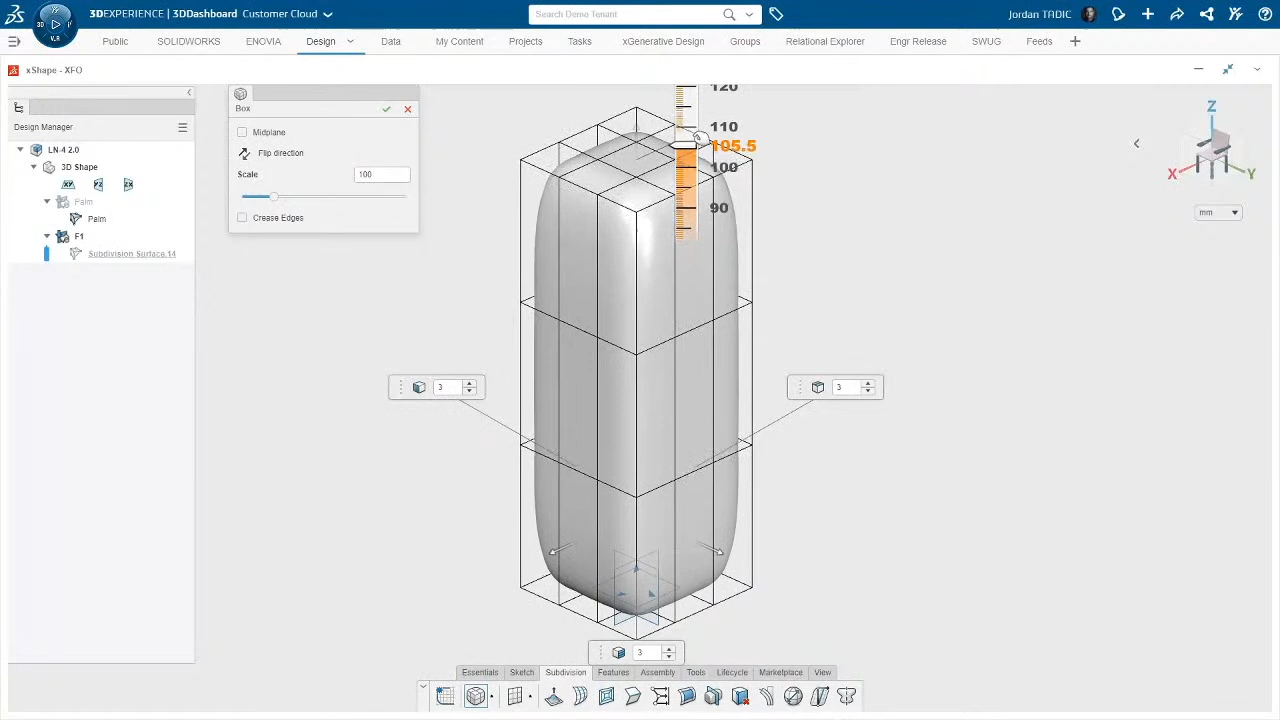 3DEXPERIENCE | 3DDashboard Customer Cloud
Search Demo Tenant
Jordan TADIC
3D
V.R
Public
SOLIDWORKS
ENOVIA
Design
Data
My Content
Projects
Tasks
xGenerative Design
Groups
Relational Explorer
Engr Release
SWUG
Feeds
xShape - XFO
Design Manager
LN-4 2.0
3D Shape
Palm
Palm
F1
Subdivision Surface.14
Box
Midplane
Flip direction
Scale
100
Crease Edges
120
110
105.5
100
90
3
3
3
Z
X
Y
mm
Essentials
Sketch
Subdivision
Features
Assembly
Tools
Lifecycle
Marketplace
View